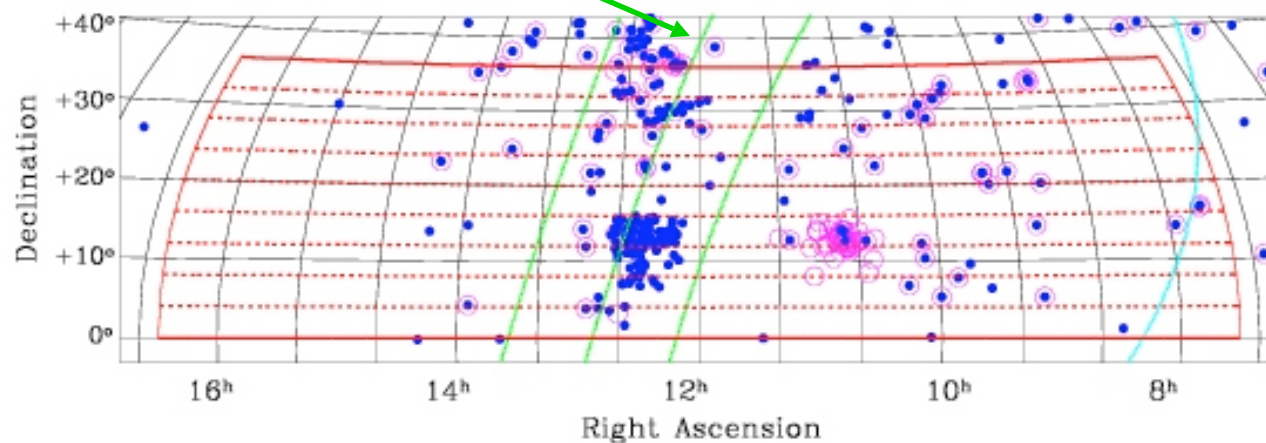 +40°
+30°
Declination
+20°
+10°
0°
16ʰ 14ʰ 12ʰ 10ʰ 8ʰ
Right Ascension